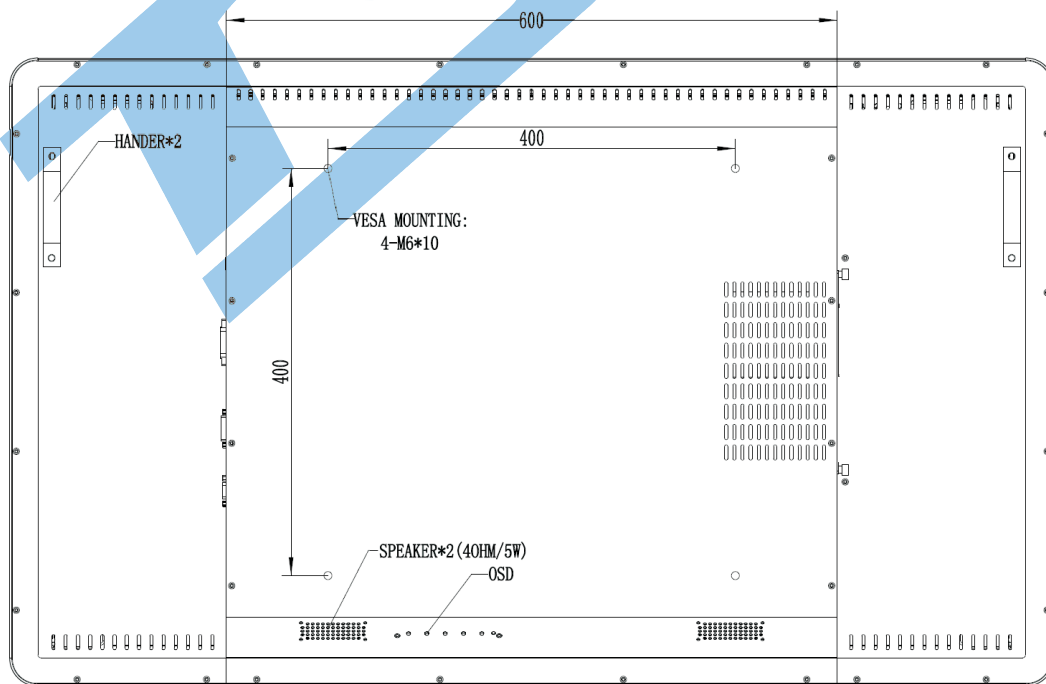 600
400
HANDER*2
VESA MOUNTING:
4-M6*10
400
SPEAKER*2(4OHM/5W)
OSD